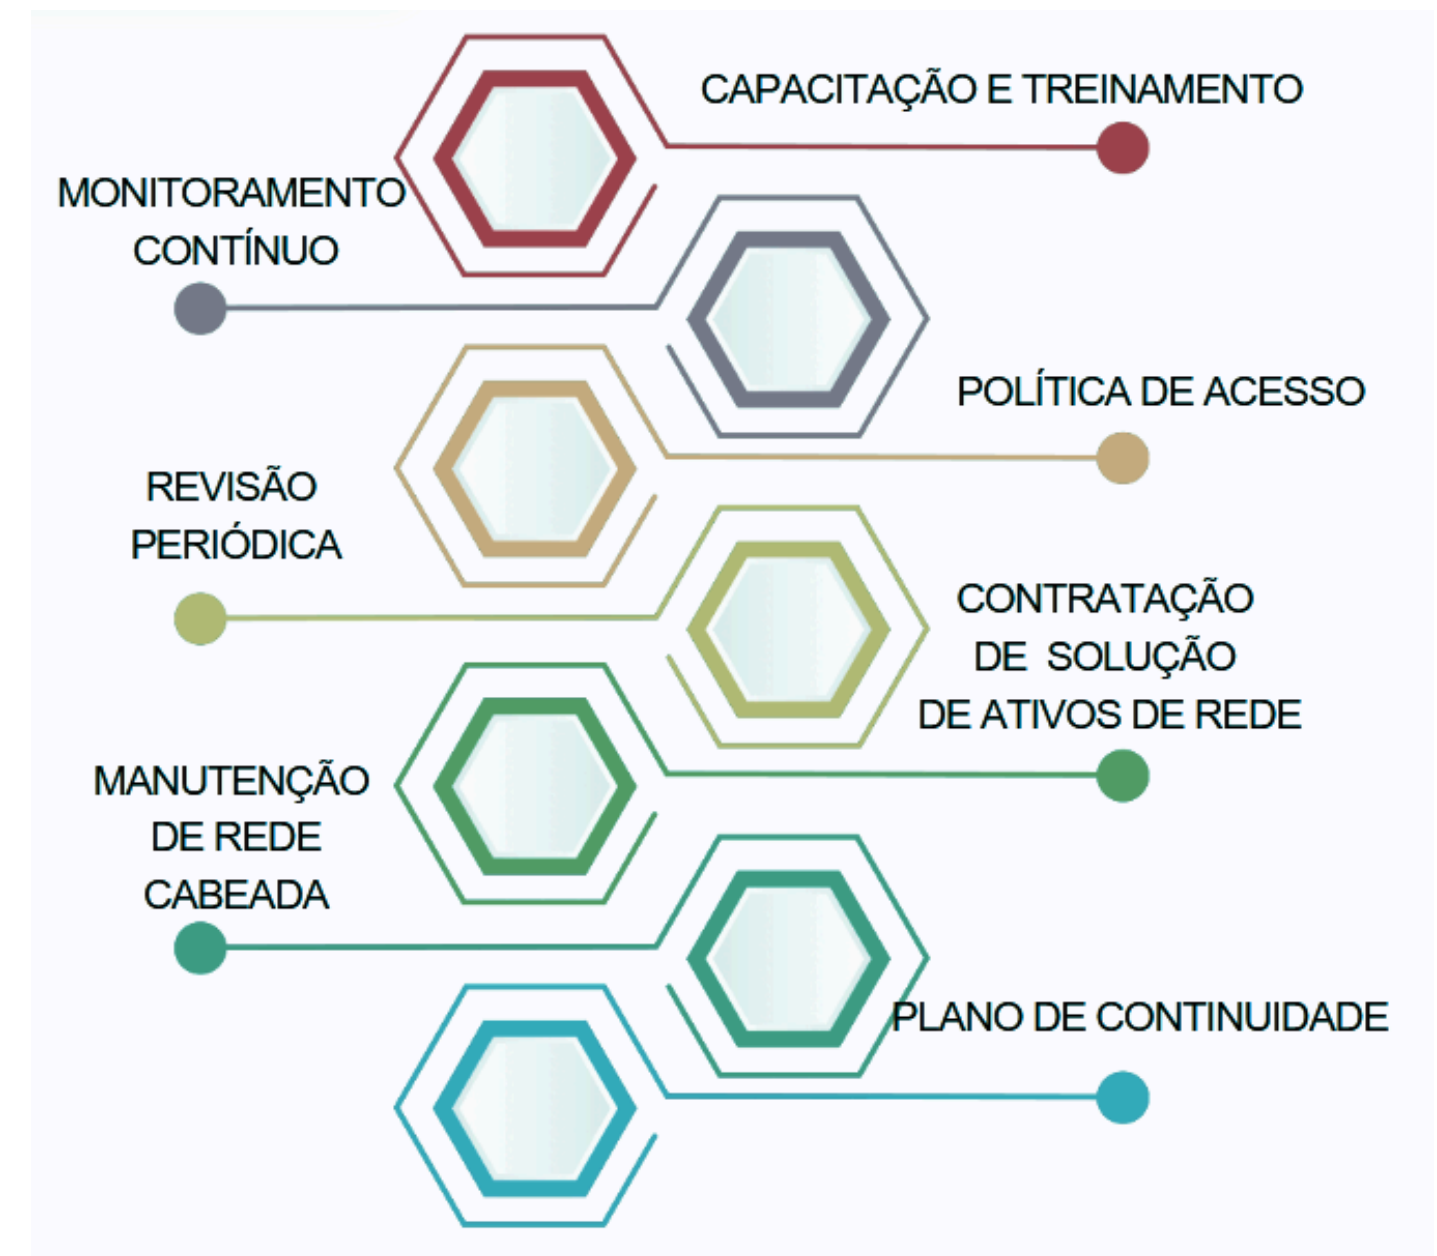 CAPACITAÇÃO E TREINAMENTO
MONITORAMENTO
CONTÍNUO
POLÍTICA DE ACESSO
REVISÃO
PERIÓDICA
CONTRATAÇÃO
DE SOLUÇÃO
DE ATIVOS DE REDE
MANUTENÇÃO
DE REDE
CABEADA
PLANO DE CONTINUIDADE